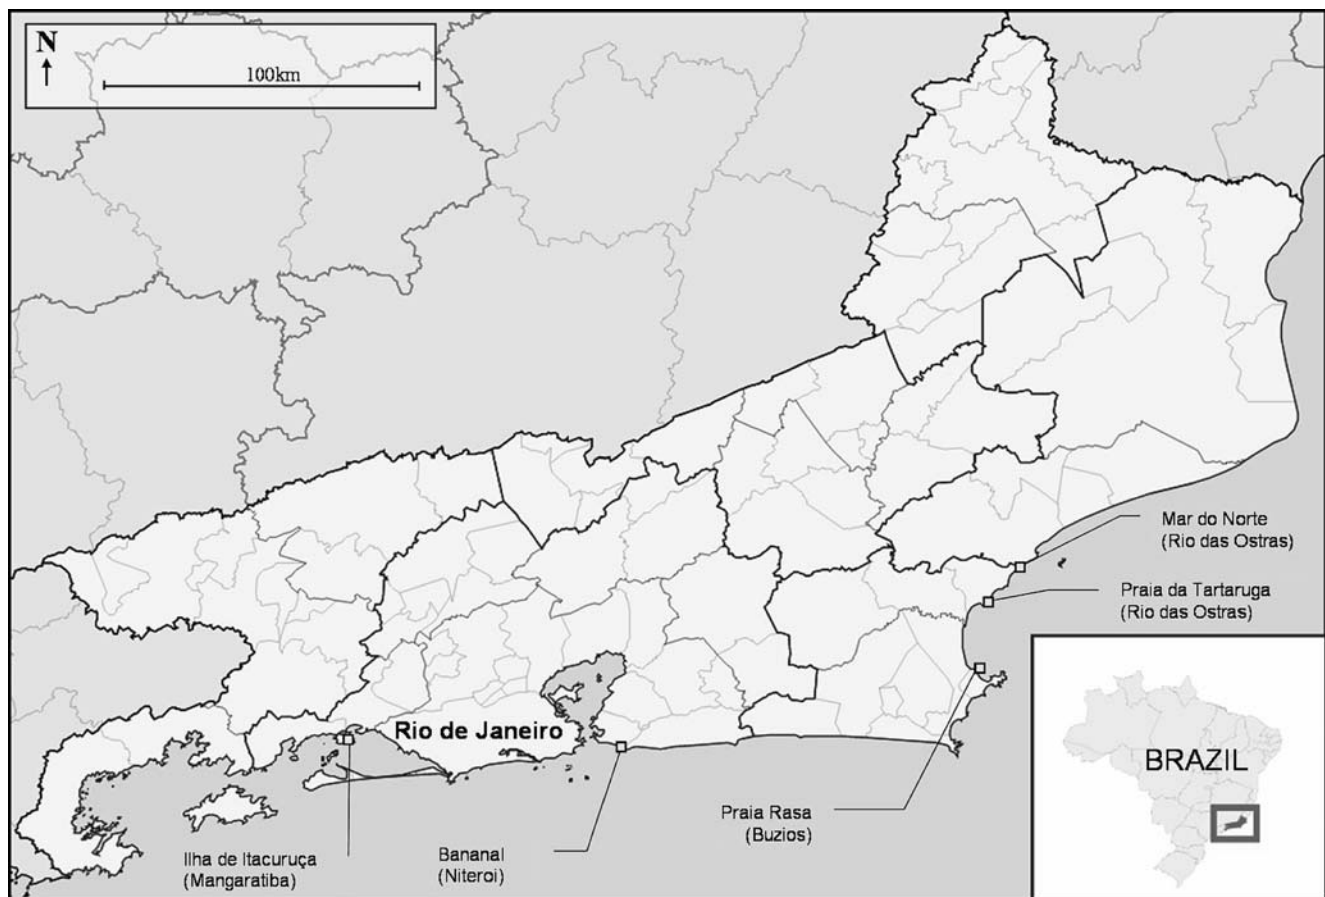 N
100km
Mar do Norte
(Rio das Ostras)
Praia da Tartaruga
(Rio das Ostras)
Rio de Janeiro
BRAZIL
Praia Rasa
(Buzios)
Ilha de Itacuruça
(Mangaratiba)
Bananal
(Niteroi)